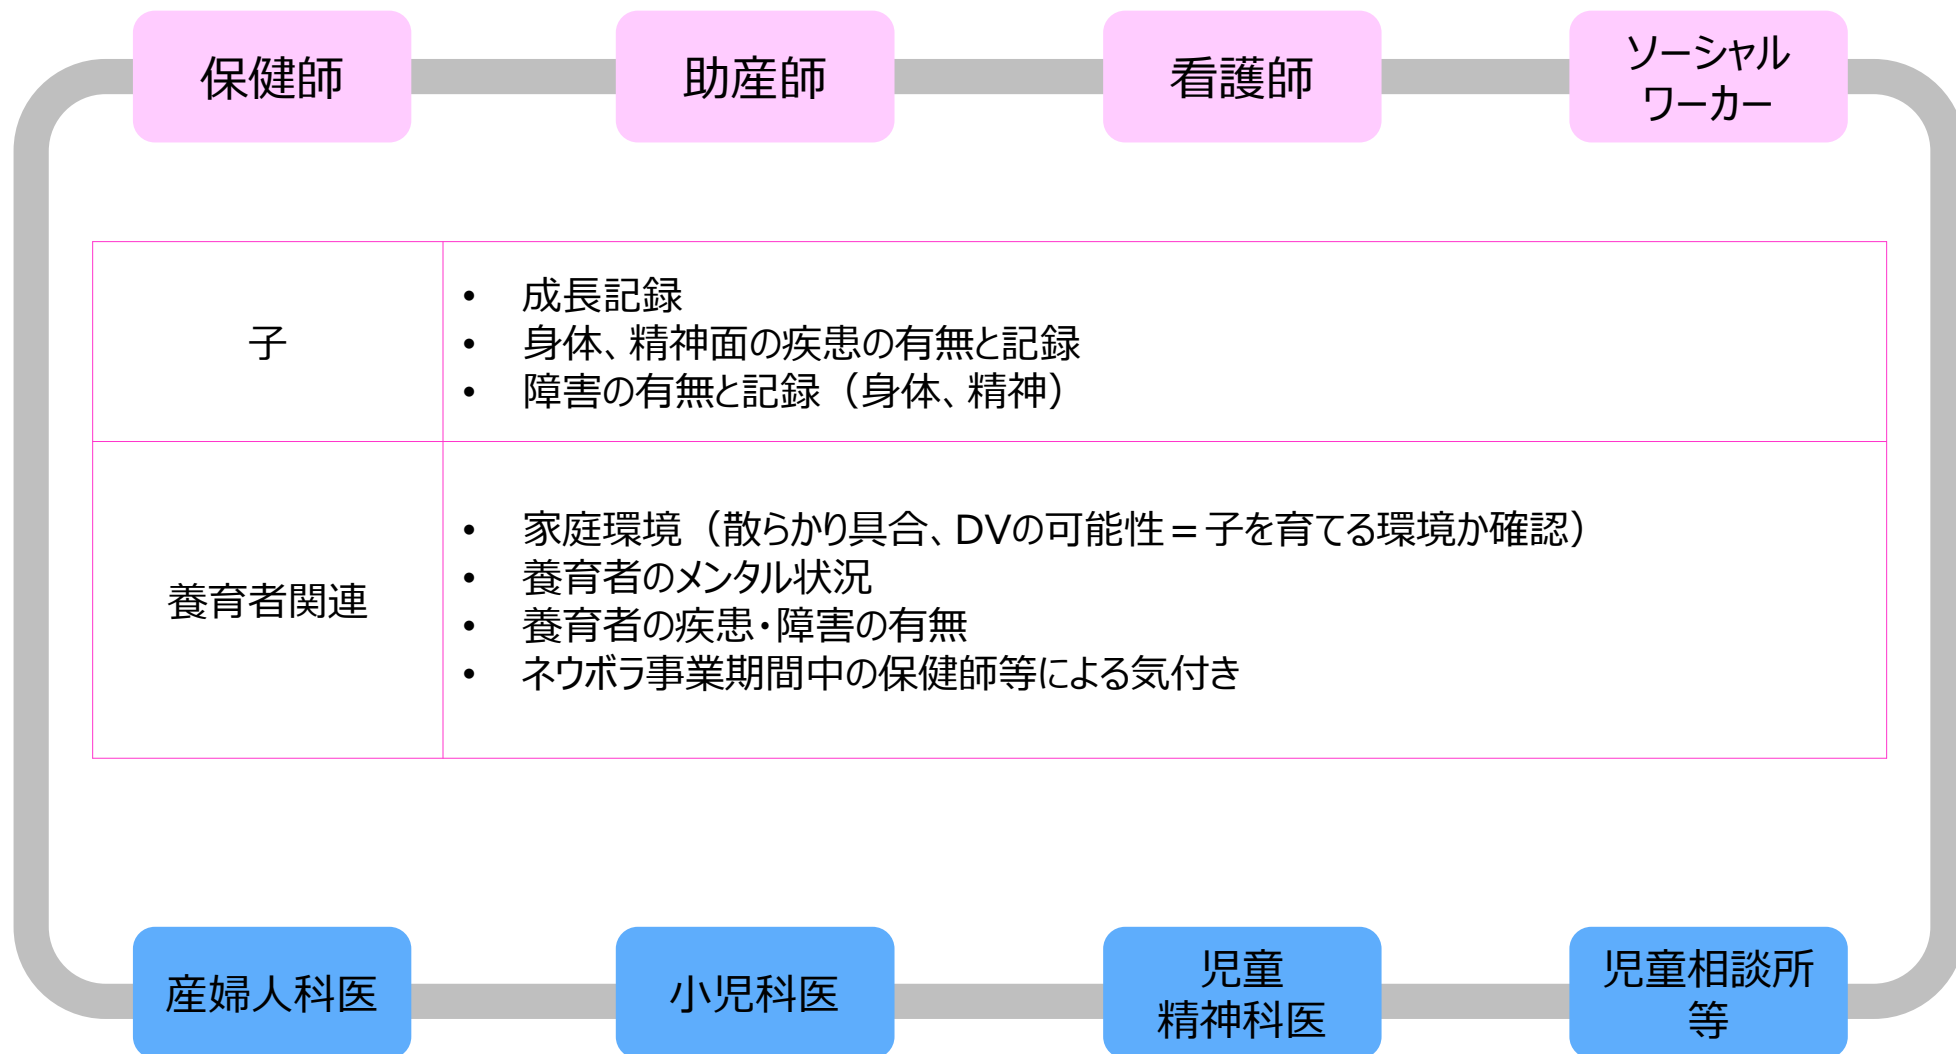 保健師
助産師
看護師
ソーシャル
ワーカー
子
• 成長記録
• 身体、精神面の疾患の有無と記録
• 障害の有無と記録（身体、精神）
養育者関連
• 家庭環境（散らかり具合、DVの可能性＝子を育てる環境か確認）
• 養育者のメンタル状況
• 養育者の疾患・障害の有無
• ネウボラ事業期間中の保健師等による気付き
産婦人科医
小児科医
児童
精神科医
児童相談所
等